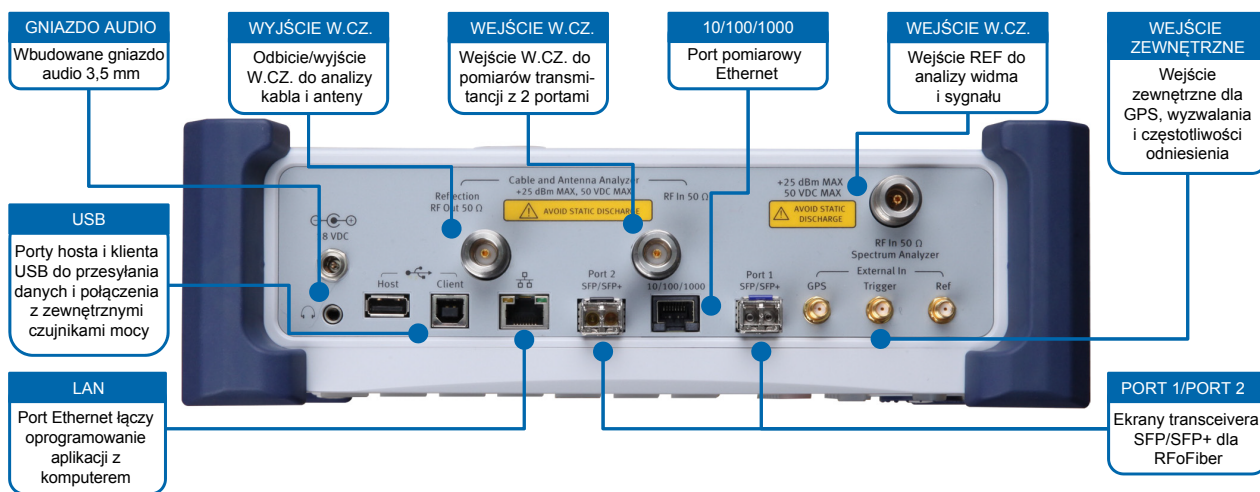 GNIAZDO AUDIO
Wbudowane gniazdo
audio 3,5 mm
WYJŚCIE W.CZ.
Odbicie/wyjście
W.CZ. do analizy
kabla i anteny
WEJŚCIE W.CZ.
Wejście W.CZ. do
pomiarów transmi-
tancji z 2 portami
10/100/1000
Port pomiarowy
Ethernet
WEJŚCIE W.CZ.
Wejście REF do
analizy widma
i sygnału
WEJŚCIE
ZEWNĘTRZNE
Wejście
zewnętrzne dla
GPS, wyzwalania
i częstotliwości
odniesienia
USB
Porty hosta i klienta
USB do przesyłania
danych i połączenia
z zewnętrznymi
czujnikami mocy
LAN
Port Ethernet łączy
oprogramowanie
aplikacji z
komputerem
PORT 1/PORT 2
Ekrany transceivera
SFP/SFP+ dla
RFoFiber
Cable and Antenna Analyzer
+25 dBm MAX, 50 VDC MAX
Reflection
RF Out 50 Ω
RF In 50 Ω
AVOID STATIC DISCHARGE
+25 dBm MAX
50 VDC MAX
AVOID STATIC
DISCHARGE
RF In 50 Ω
Spectrum Analyzer
8 VDC
Host
Client
Port 2
SFP/SFP+
10/100/1000
Port 1
SFP/SFP+
External In
GPS
Trigger
Ref